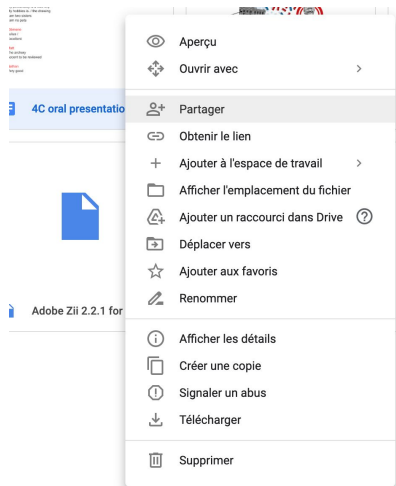 Aperçu
Ouvrir avec
Partager
4C oral presentatio
Obtenir le lien
Ajouter à l'espace de travail
Afficher l'emplacement du fichier
Ajouter un raccourci dans Drive
Déplacer vers
Ajouter aux favoris
Renommer
Adobe Zii 2.2.1 for
Afficher les détails
Créer une copie
Signaler un abus
Télécharger
Supprimer